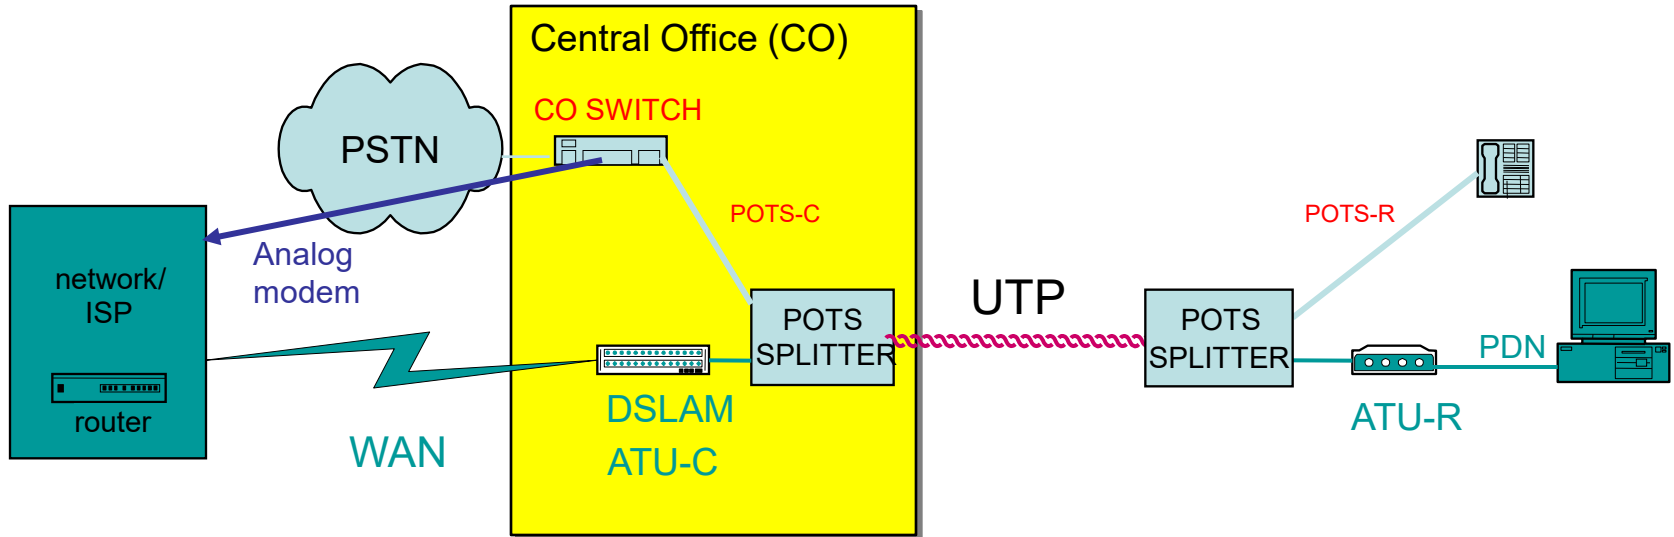 Central Office (CO)
CO SWITCH
PSTN
POTS-C
POTS-R
Analog
modem
network/
ISP
UTP
POTS
SPLITTER
POTS
SPLITTER
PDN
DSLAM
ATU-C
ATU-R
router
WAN